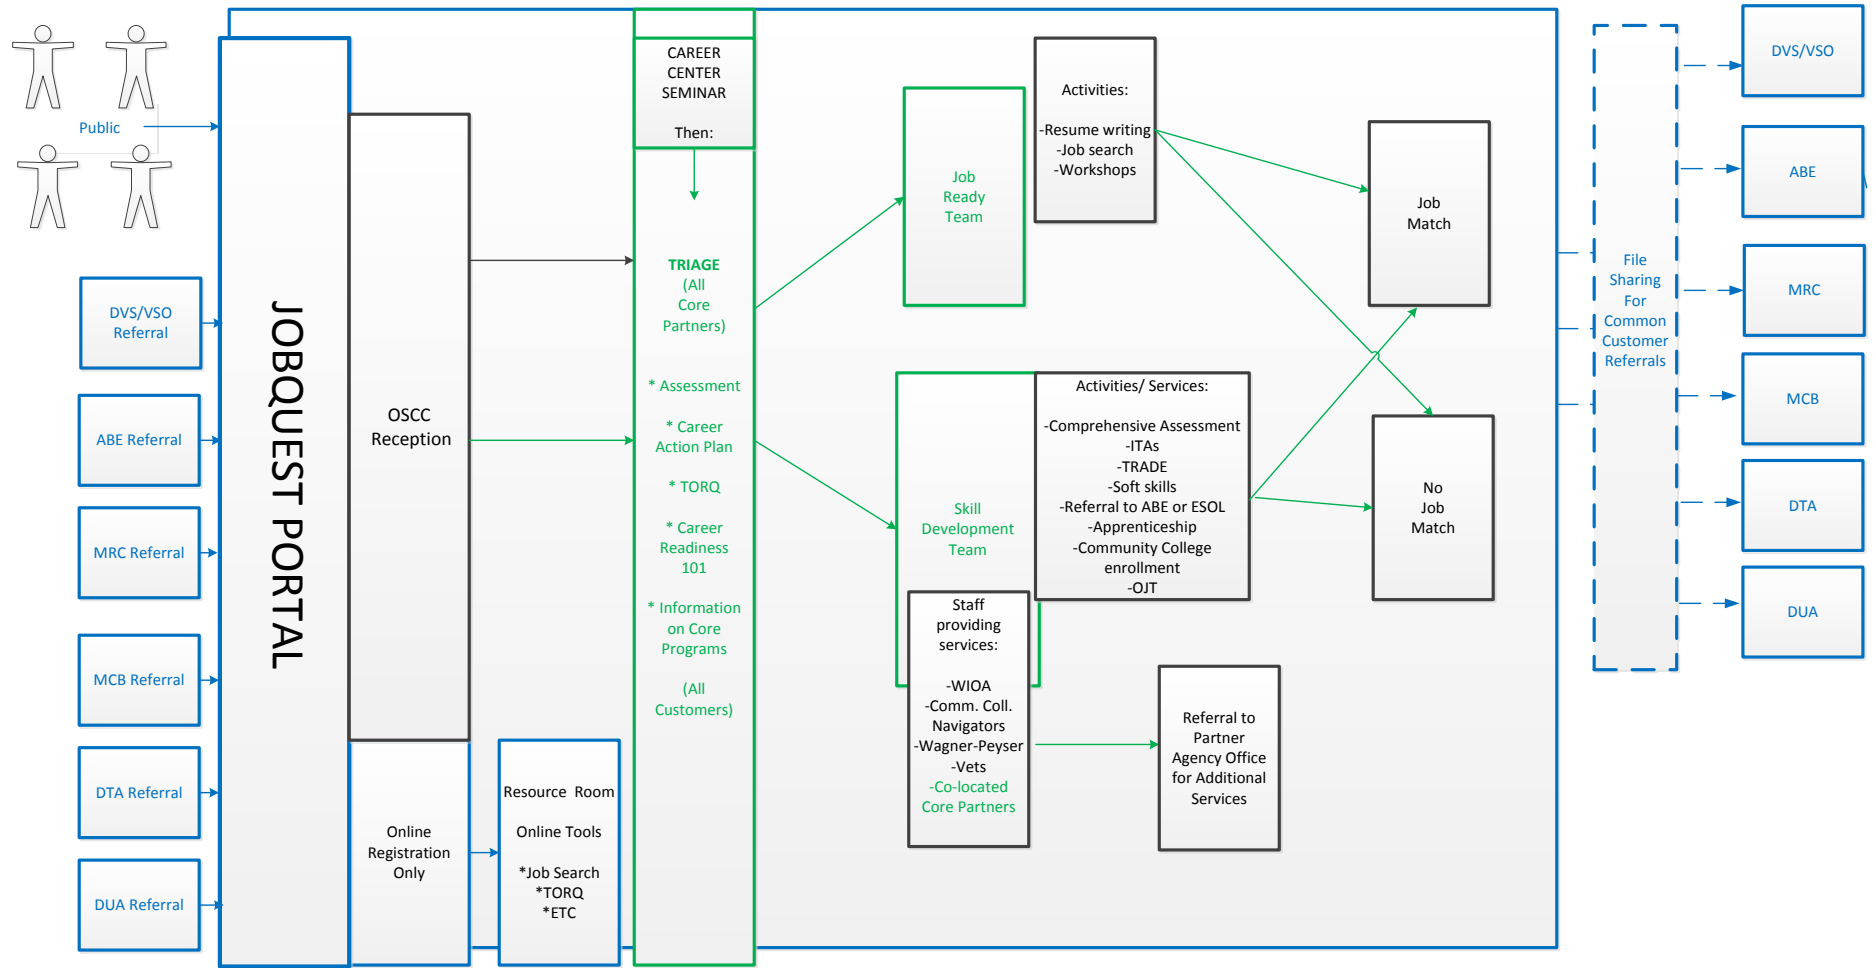 Public
DVS/VSO
Referral
ABE Referral
MRC Referral
MCB Referral
DTA Referral
DUA Referral
JOBQUEST PORTAL
OSCC
Reception
Online
Registration
Only
Resource Room
Online Tools
*Job Search
*TORQ
*ETC
CAREER
CENTER
SEMINAR
Then:
TRIAGE
(All
Core
Partners)
* Assessment
* Career
Action Plan
* TORQ
* Career
Readiness
101
* Information
on Core
Programs
(All
Customers)
Job
Ready
Team
Activities:
-Resume writing
-Job search
-Workshops
Skill
Development
Team
Activities/ Services:
-Comprehensive Assessment
-ITAs
-TRADE
-Soft skills
-Referral to ABE or ESOL
-Apprenticeship
-Community College
enrollment
-OJT
Staff
providing
services:
-WIOA
-Comm. Coll.
Navigators
-Wagner-Peyser
-Vets
-Co-located
Core Partners
Referral to
Partner
Agency Office
for Additional
Services
Job
Match
No
Job
Match
File
Sharing
For
Common
Customer
Referrals
DVS/VSO
ABE
MRC
MCB
DTA
DUA